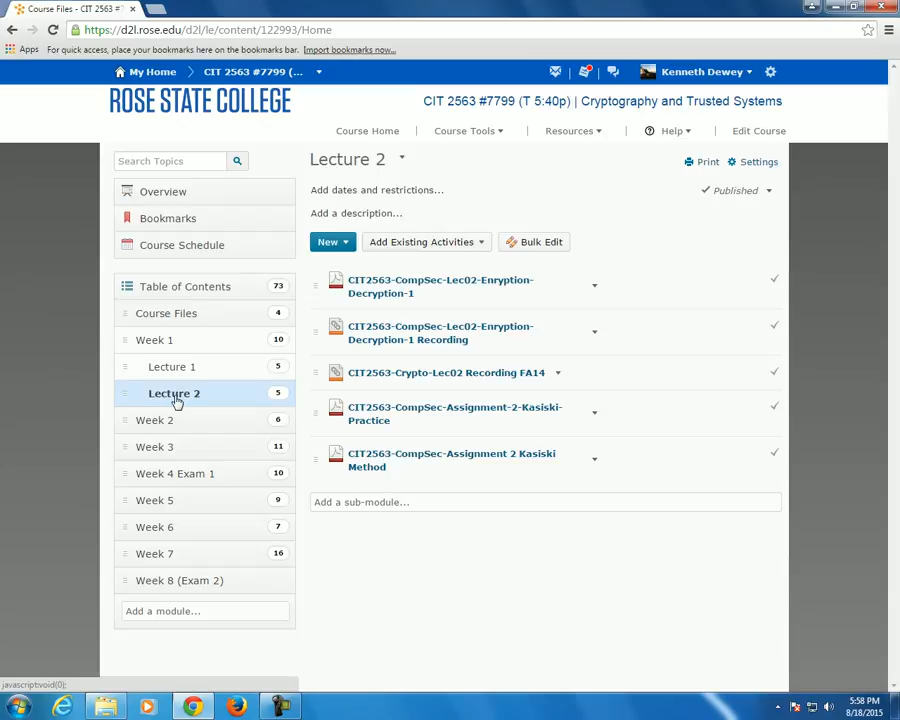 Course Files - CIT 2563 #7
https://d2l.rose.edu/d2l/le/content/122993/Home
Apps For quick access, place your bookmarks here on the bookmarks bar. Import bookmarks now...
My Home CIT 2563 #7799 (... Kenneth Dewey
ROSE STATE COLLEGE
CIT 2563 #7799 (T 5:40p) | Cryptography and Trusted Systems
Course Home Course Tools Resources Help Edit Course
Search Topics
Overview
Bookmarks
Course Schedule
Table of Contents 73
Course Files 4
Week 1 10
Lecture 1 5
Lecture 2 5
Week 2 6
Week 3 11
Week 4 Exam 1 10
Week 5 9
Week 6 7
Week 7 16
Week 8 (Exam 2)
Add a module...
Lecture 2
Print Settings
Add dates and restrictions...
Published
Add a description...
New Add Existing Activities Bulk Edit
CIT2563-CompSec-Lec02-Enryption-
Decryption-1
CIT2563-CompSec-Lec02-Enryption-
Decryption-1 Recording
CIT2563-Crypto-Lec02 Recording FA14
CIT2563-CompSec-Assignment-2-Kasiski-
Practice
CIT2563-CompSec-Assignment 2 Kasiski
Method
Add a sub-module...
javascript:void(0);
5:58 PM
8/18/2015